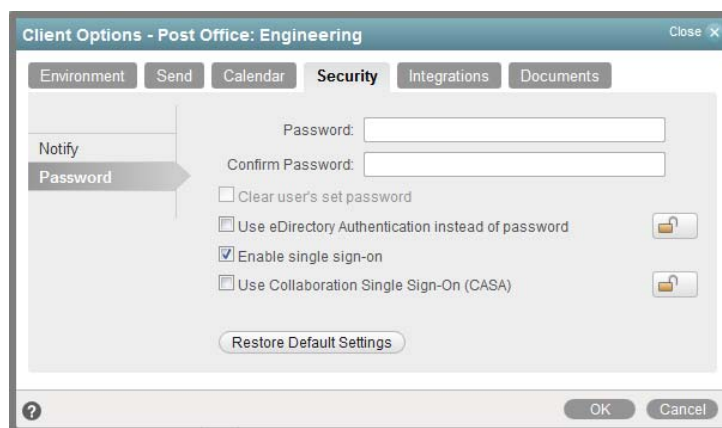 Client Options - Post Office: Engineering
Close
Environment Send Calendar Security Integrations Documents
Notify
Password
Password:
Confirm Password:
Clear user's set password
Use eDirectory Authentication instead of password
Enable single sign-on
Use Collaboration Single Sign-On (CASA)
Restore Default Settings
? OK Cancel